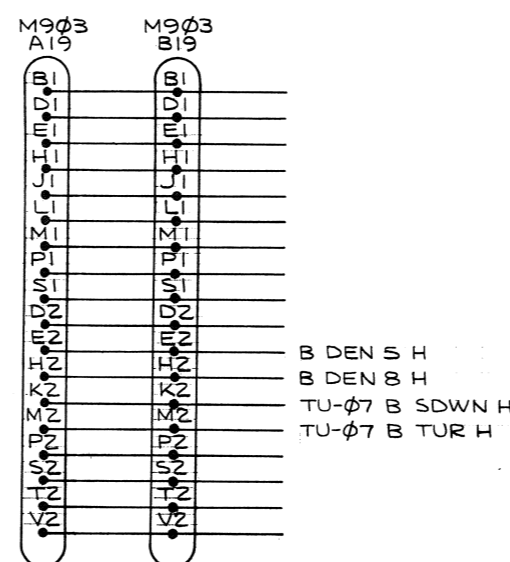 M9Ø3 M9Ø3
A19 B19
B1 B1
D1 D1
E1 E1
H1 H1
J1 J1
L1 L1
M1 M1
P1 P1
S1 S1
D2 D2
E2 E2
B DEN 5 H
H2 H2
B DEN 8 H
K2 K2
TU-Ø7 B SDWN H
M2 M2
TU-Ø7 B TUR H
P2 P2
S2 S2
T2 T2
V2 V2